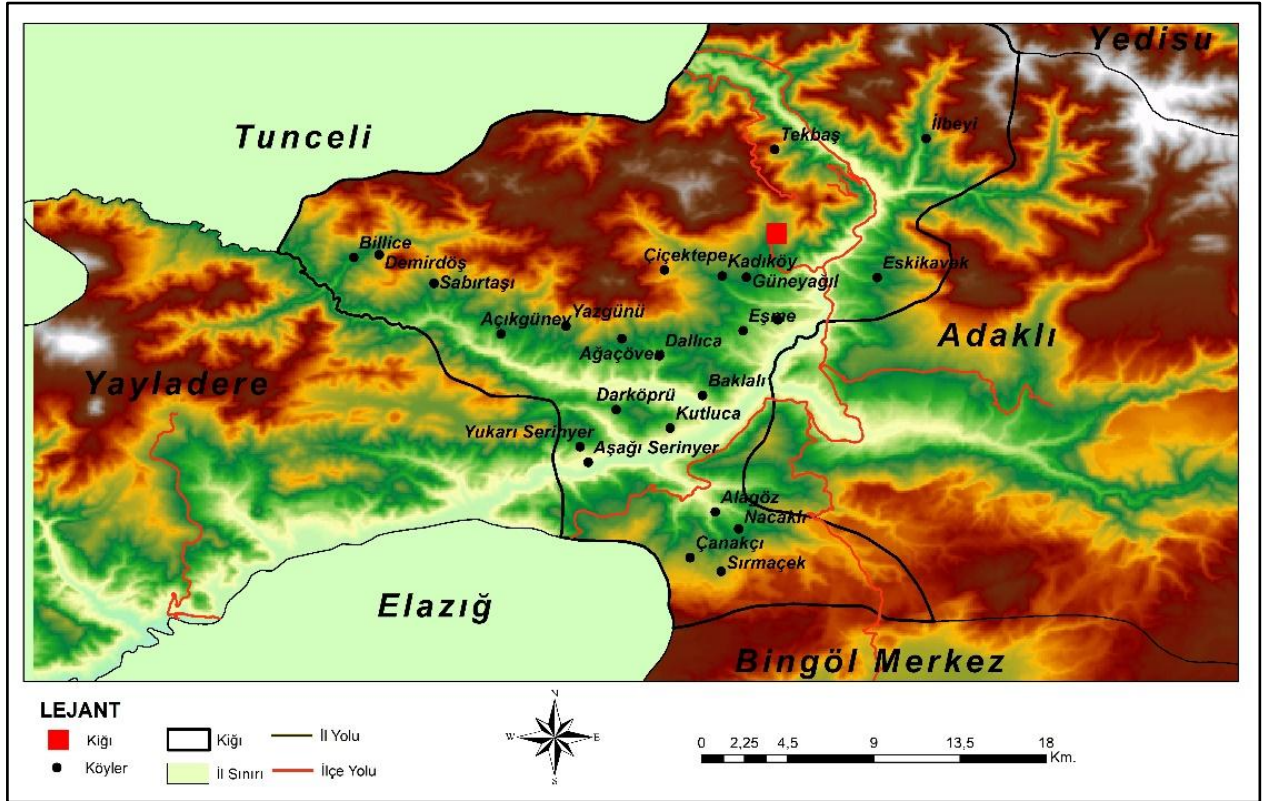 Yedisu
Tunceli
Tekbaş
İlbeyi
Billice
Demirdöş
Sabırtaşı
Çiçektepe
Kadıköy
Güneyağıl
Eskikavak
Açıkgüney
Yazgünü
Ağaçöven
Dallıca
Eşme
Adaklı
Yayladere
Darköprü
Baklalı
Kutluca
Yukarı Serinyer
Aşağı Serinyer
Alagöz
Nacaklı
Çanakçı
Sırmaçek
Elazığ
Bingöl Merkez
LEJANT
Kiğı
Köyler
Kiğı
İl Sınırı
İl Yolu
İlçe Yolu
N
W
E
S
0 2,25 4,5 9 13,5 18
Km.